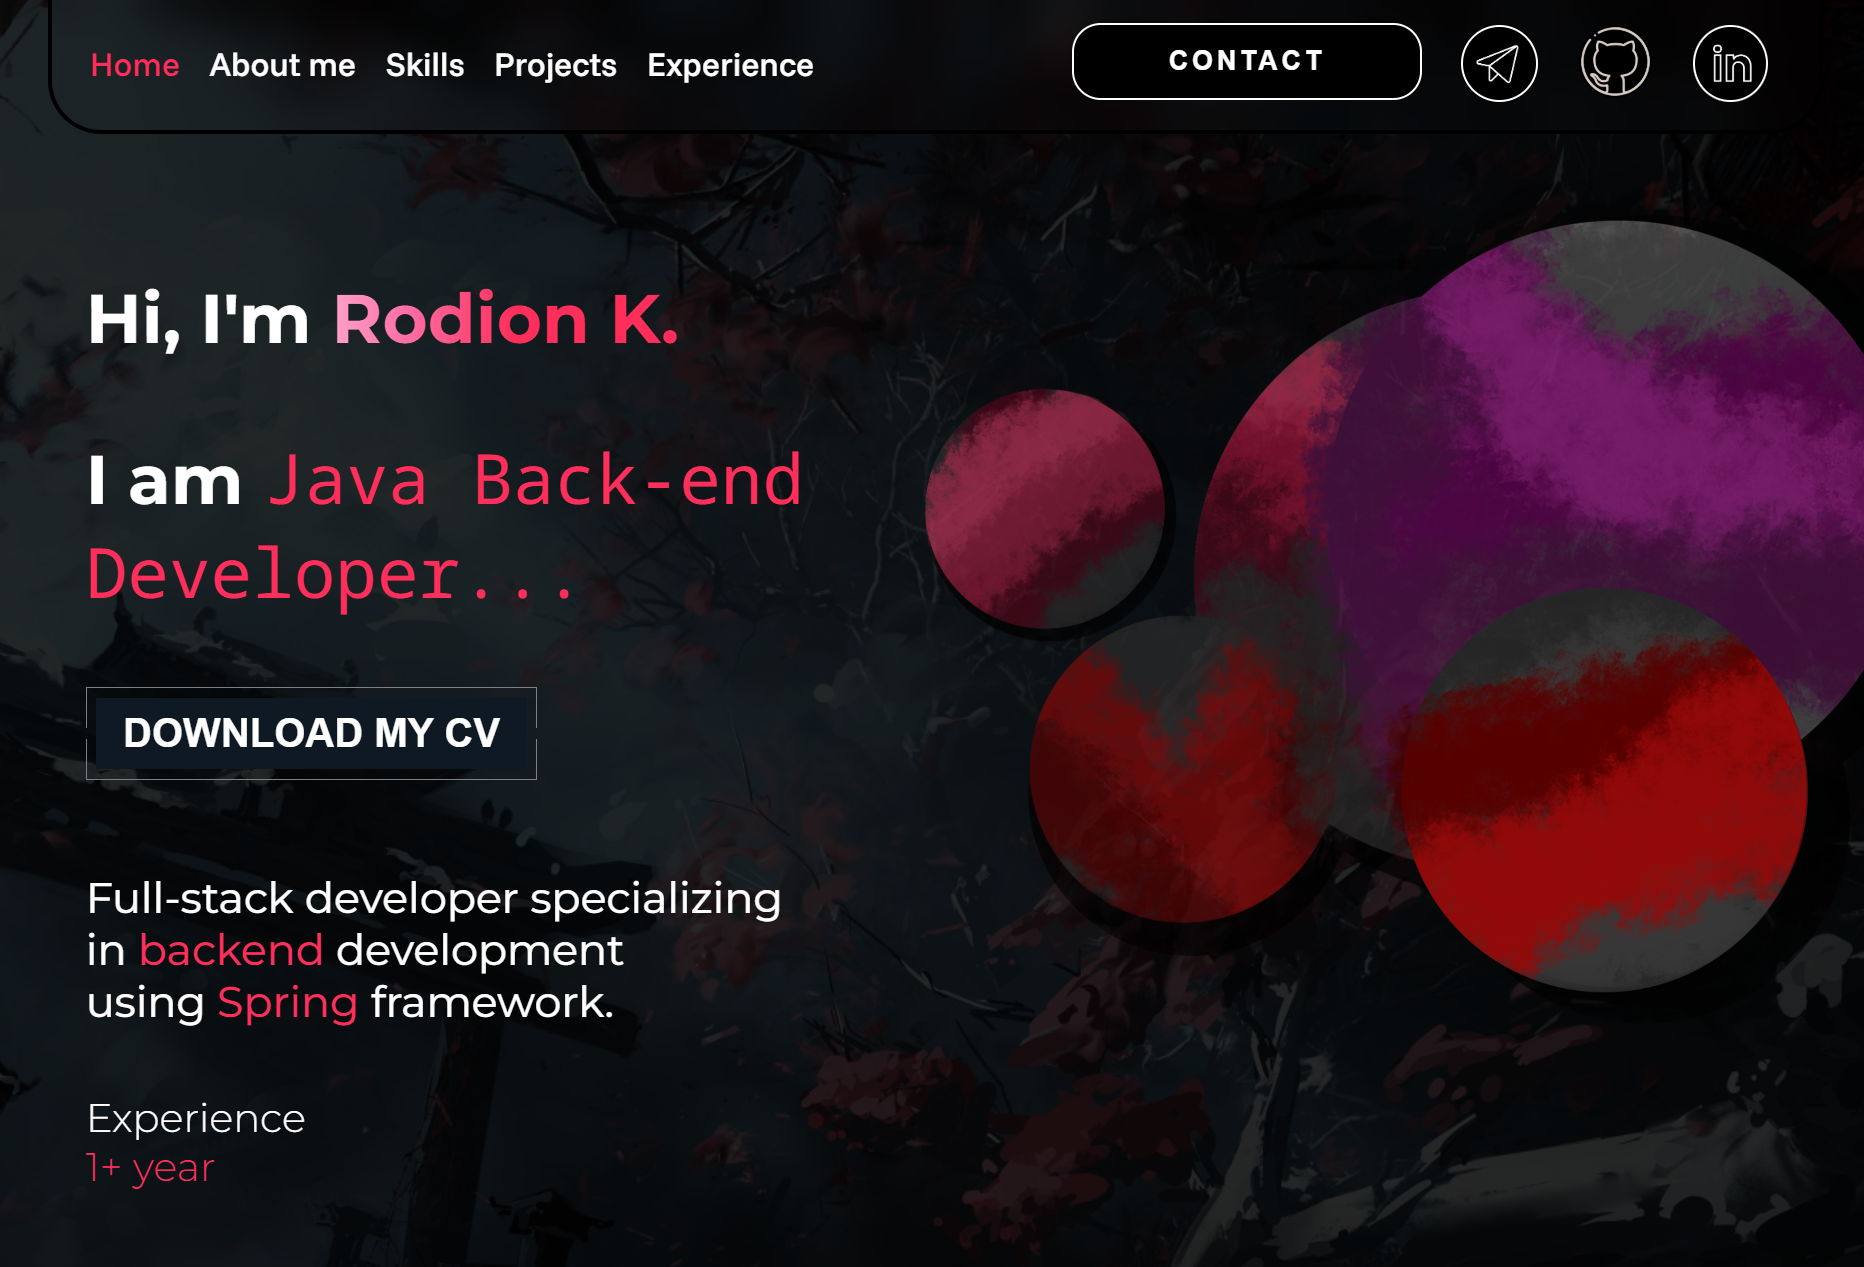 Home About me Skills Projects Experience CONTACT in
Hi, I'm Rodion K.
I am Java Back-end
Developer...
DOWNLOAD MY CV
Full-stack developer specializing
in backend development
using Spring framework.
Experience
1+ year